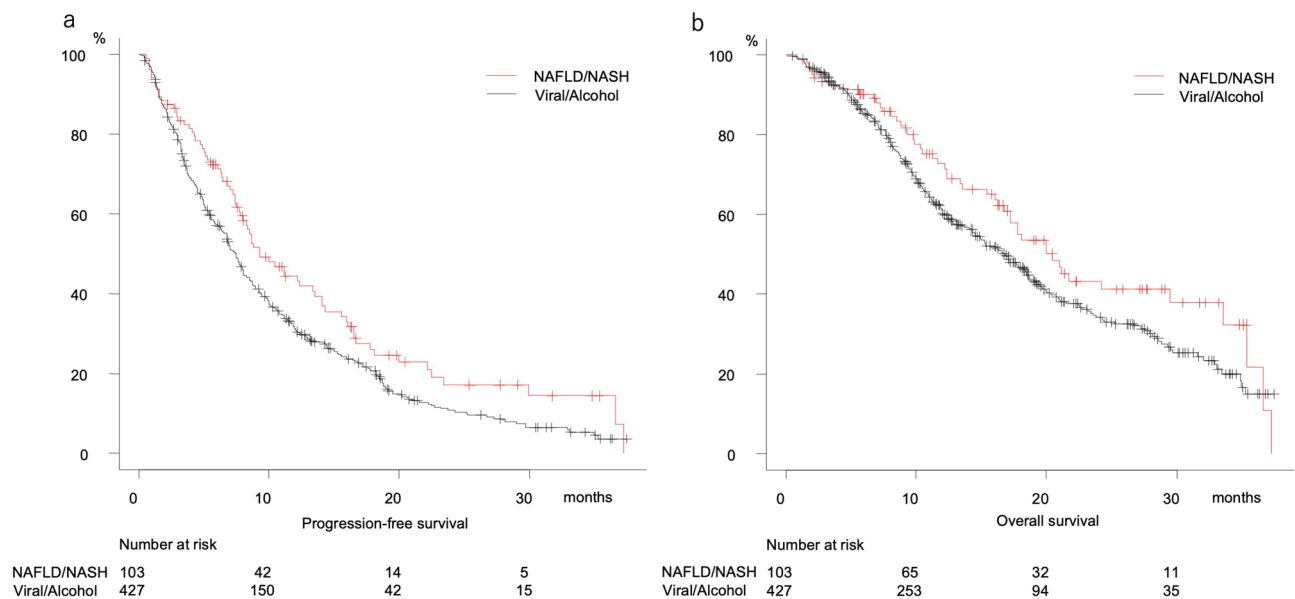 a
%
100
80
60
40
20
0
NAFLD/NASH
Viral/Alcohol
0 10 20 30 months
Progression-free survival
Number at risk
NAFLD/NASH 103 42 14 5
Viral/Alcohol 427 150 42 15
b
%
100
80
60
40
20
0
NAFLD/NASH
Viral/Alcohol
0 10 20 30 months
Overall survival
Number at risk
NAFLD/NASH 103 65 32 11
Viral/Alcohol 427 253 94 35